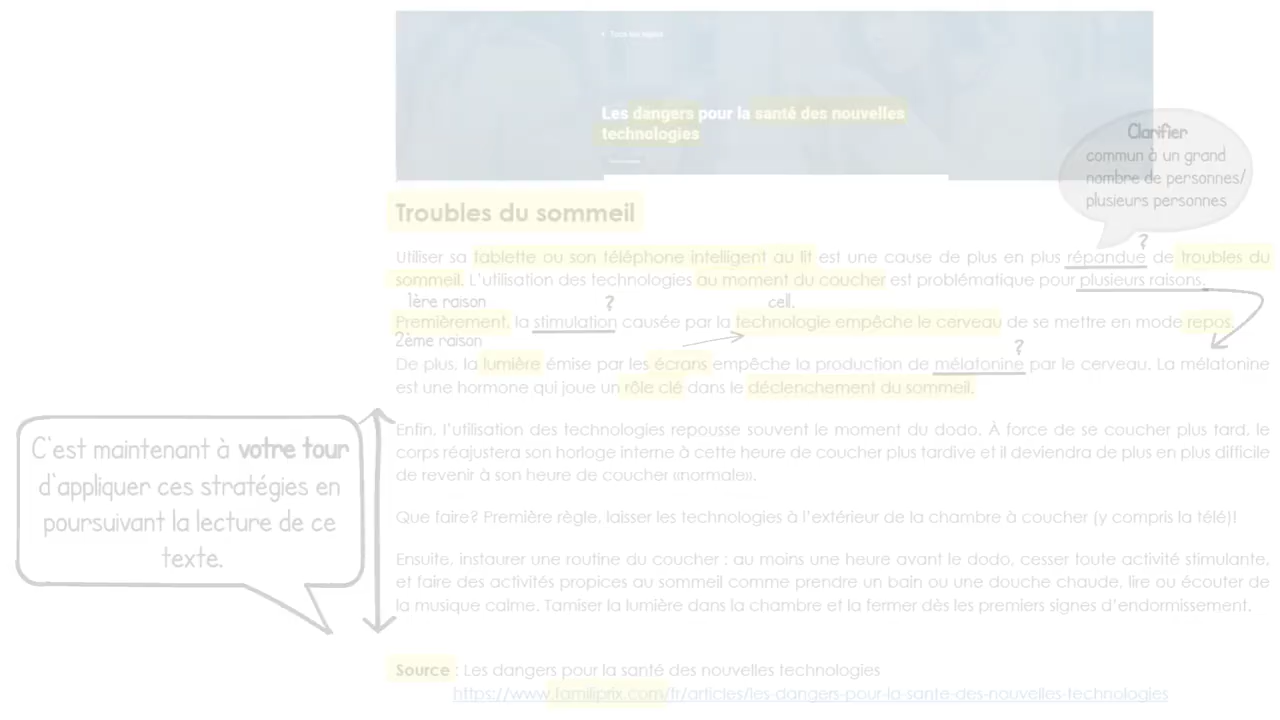 < Tous les sujets
Les dangers pour la santé des nouvelles
technologies
Clarifier
commun à un grand
nombre de personnes/
plusieurs personnes
Troubles du sommeil
?
Utiliser sa tablette ou son téléphone intelligent au lit est une cause de plus en plus répandue de troubles du
sommeil. L'utilisation des technologies au moment du coucher est problématique pour plusieurs raisons.
1ère raison ? cell.
Premièrement, la stimulation causée par la technologie empêche le cerveau de se mettre en mode repos.
2ème raison ?
De plus, la lumière émise par les écrans empêche la production de mélatonine par le cerveau. La mélatonine
est une hormone qui joue un rôle clé dans le déclenchement du sommeil.
Enfin, l'utilisation des technologies repousse souvent le moment du dodo. À force de se coucher plus tard, le
corps réajustera son horloge interne à cette heure de coucher plus tardive et il deviendra de plus en plus difficile
de revenir à son heure de coucher «normale».
Que faire? Première règle, laisser les technologies à l'extérieur de la chambre à coucher (y compris la télé)!
Ensuite, instaurer une routine du coucher : au moins une heure avant le dodo, cesser toute activité stimulante,
et faire des activités propices au sommeil comme prendre un bain ou une douche chaude, lire ou écouter de
la musique calme. Tamiser la lumière dans la chambre et la fermer dès les premiers signes d'endormissement.
C'est maintenant à votre tour
d'appliquer ces stratégies en
poursuivant la lecture de ce
texte.
Source : Les dangers pour la santé des nouvelles technologies
https://www.familiprix.com/fr/articles/les-dangers-pour-la-sante-des-nouvelles-technologies